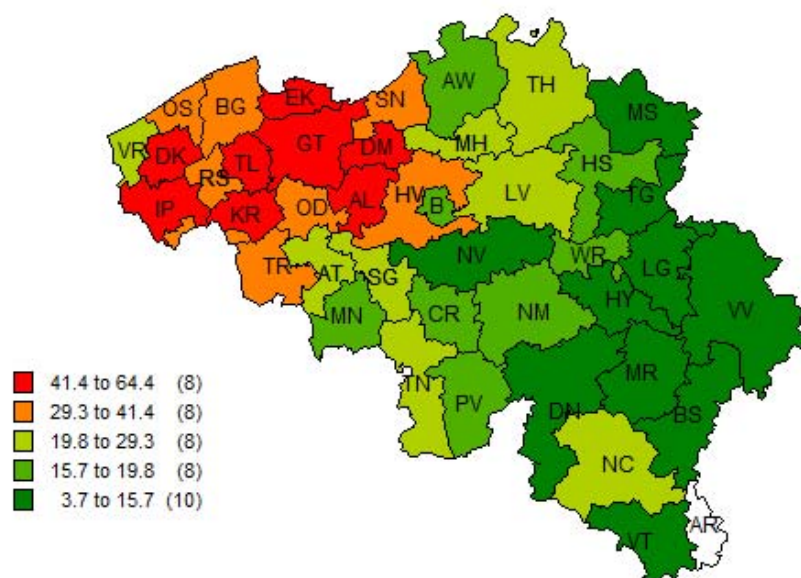 AW
TH
OS
BG
EK
SN
MS
VR
DK
TL
GT
DM
MH
HS
RS
IP
KR
OD
AL
HV
B
LV
TG
TR
AT
SG
NV
WR
LG
MN
CR
NM
HY
VV
TN
PV
DN
MR
BS
NC
AR
VT
41.4 to 64.4 (8)
29.3 to 41.4 (8)
19.8 to 29.3 (8)
15.7 to 19.8 (8)
3.7 to 15.7 (10)